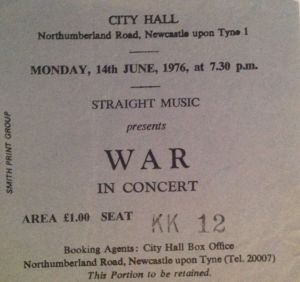 CITY HALL
Northumberland Road, Newcastle upon Tyne 1
MONDAY, 14th JUNE, 1976, at 7.30 p.m.
STRAIGHT MUSIC
presents
WAR
IN CONCERT
AREA £1.00 SEAT KK 12
Booking Agents: City Hall Box Office
Northumberland Road, Newcastle upon Tyne (Tel. 20007)
This Portion to be retained.
SMITH PRINT GROUP